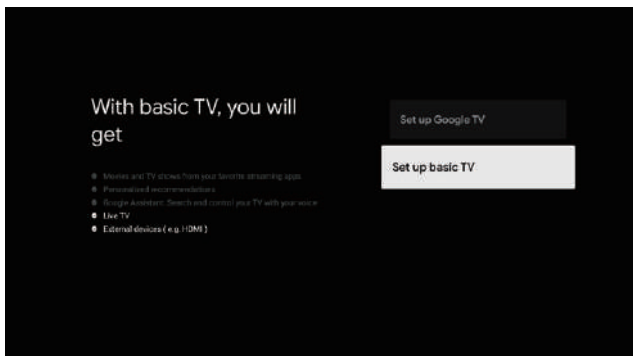 With basic TV, you will
get
Movies and TV shows from your favorite streaming apps
Personalized recommendations
Google Assistant: Search and control your TV with your voice
Live TV
External devices ( e.g. HDMI )
Set up Google TV
Set up basic TV